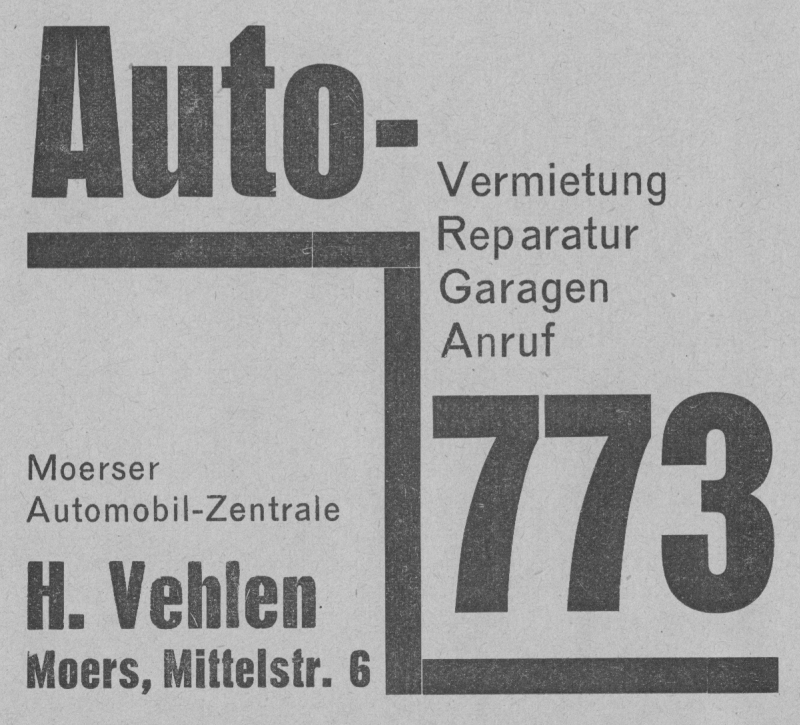 Auto-
Vermietung
Reparatur
Garagen
Anruf
773
Moerser
Automobil-Zentrale
H. Vehlen
Moers, Mittelstr. 6